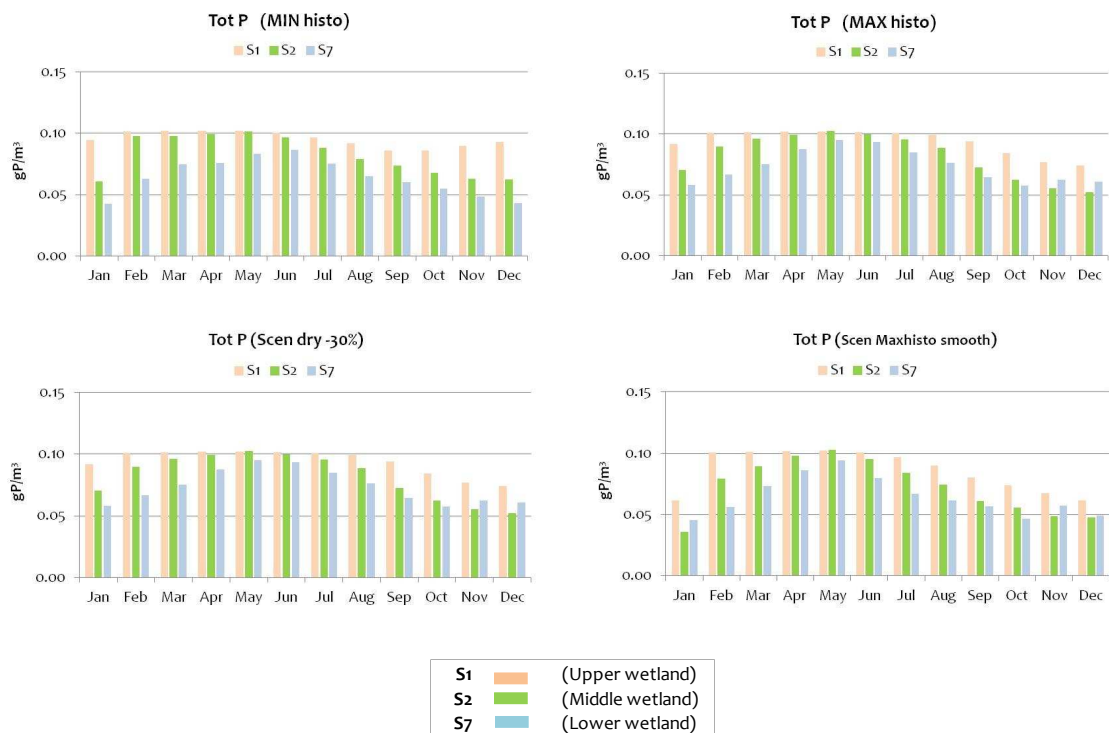 Tot P (MIN histo)
S1 S2 S7
0.15
0.10
0.05
0.00
gP/m³
Jan Feb Mar Apr May Jun Jul Aug Sep Oct Nov Dec
Tot P (MAX histo)
S1 S2 S7
0.15
0.10
0.05
0.00
gP/m³
Jan Feb Mar Apr May Jun Jul Aug Sep Oct Nov Dec
Tot P (Scen dry -30%)
S1 S2 S7
0.15
0.10
0.05
0.00
gP/m³
Jan Feb Mar Apr May Jun Jul Aug Sep Oct Nov Dec
Tot P (Scen Maxhisto smooth)
S1 S2 S7
0.15
0.10
0.05
0.00
gP/m³
Jan Feb Mar Apr May Jun Jul Aug Sep Oct Nov Dec
S1 (Upper wetland)
S2 (Middle wetland)
S7 (Lower wetland)